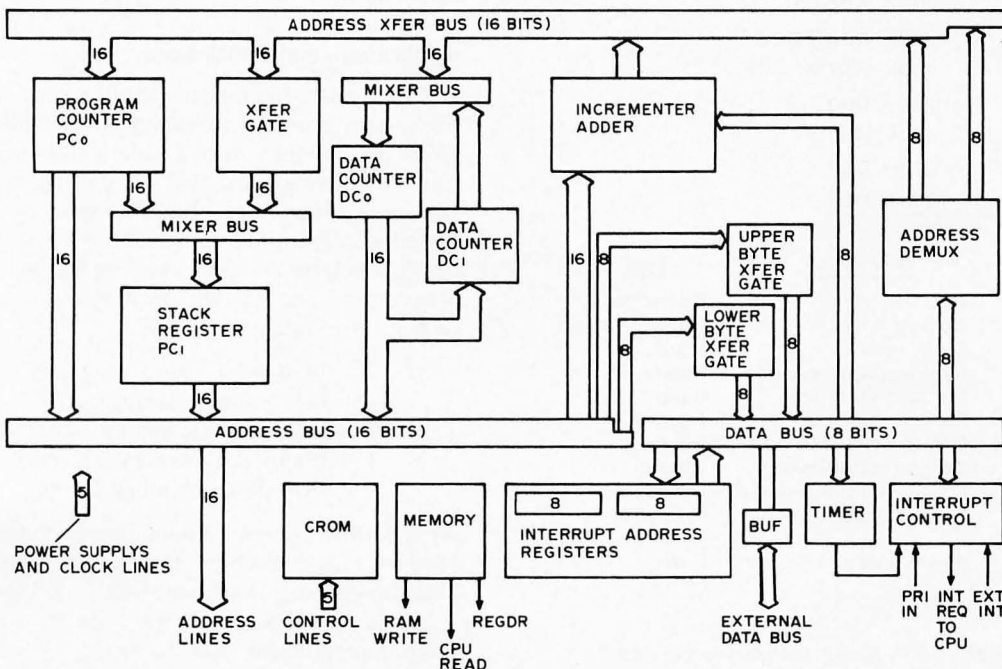 ADDRESS XFER BUS (16 BITS)
16
16
16
8
8
PROGRAM
COUNTER
PC0
XFER
GATE
MIXER BUS
INCREMENTER
ADDER
16
16
MIXER BUS
16
DATA
COUNTER
DC0
DATA
COUNTER
DC1
16
16
STACK
REGISTER
PC1
16
16
8
8
UPPER
BYTE
XFER
GATE
LOWER
BYTE
XFER
GATE
8
8
8
ADDRESS
DEMUX
8
ADDRESS BUS (16 BITS)
DATA BUS (8 BITS)
5
POWER SUPPLYS
AND CLOCK LINES
16
ADDRESS
LINES
CROM
5
CONTROL
LINES
MEMORY
RAM
WRITE
CPU
READ
REGDR
8
8
INTERRUPT ADDRESS
REGISTERS
BUF
EXTERNAL
DATA BUS
TIMER
INTERRUPT
CONTROL
PRI
IN
INT
REQ
TO
CPU
EXT
INT